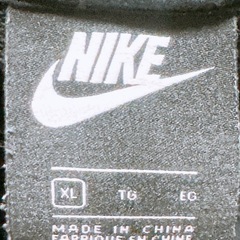 NIKE
XL TG EG
MADE IN CHINA
FABRIQUE EN CHINE